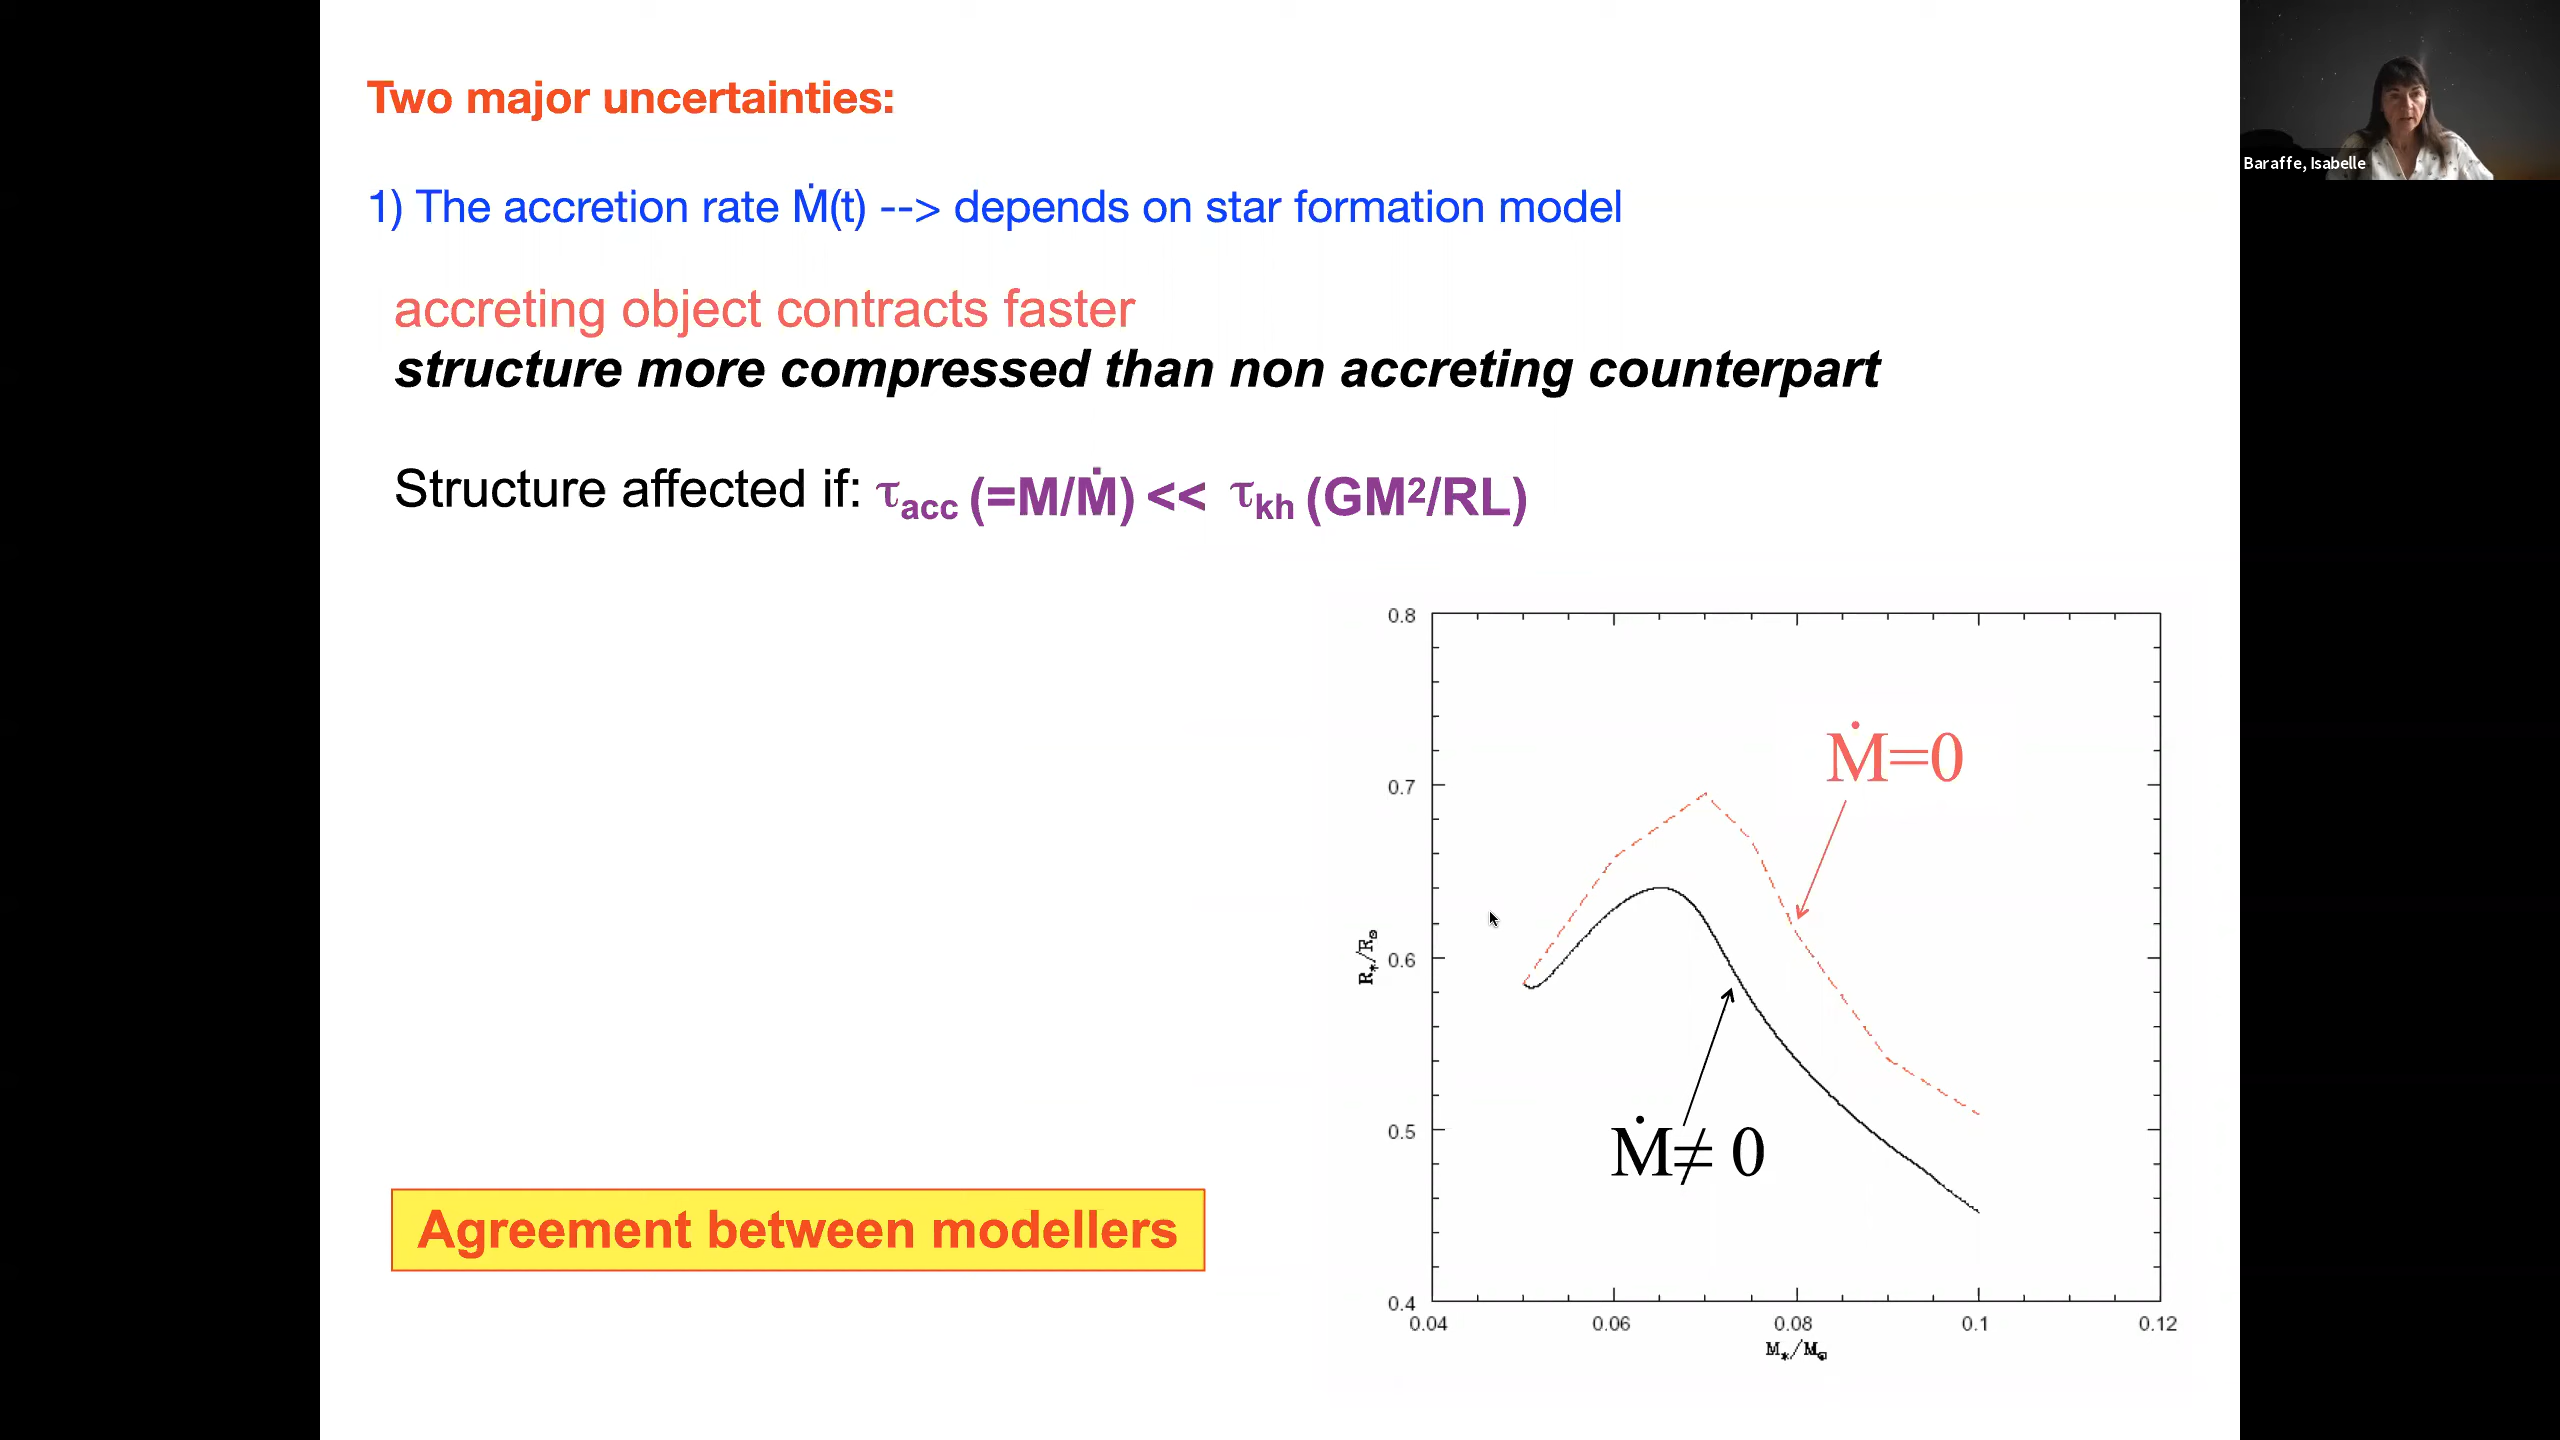 Two major uncertainties:
Baraffe, Isabelle
1) The accretion rate Ṁ(t) --> depends on star formation model
accreting object contracts faster
structure more compressed than non accreting counterpart
Structure affected if: τacc (=M/Ṁ) << τkh (GM²/RL)
0.8
Ṁ=0
0.7
R*/R⊙
0.6
0.5
Ṁ≠ 0
Agreement between modellers
0.4
0.04 0.06 0.08 0.1 0.12
M*/M⊙